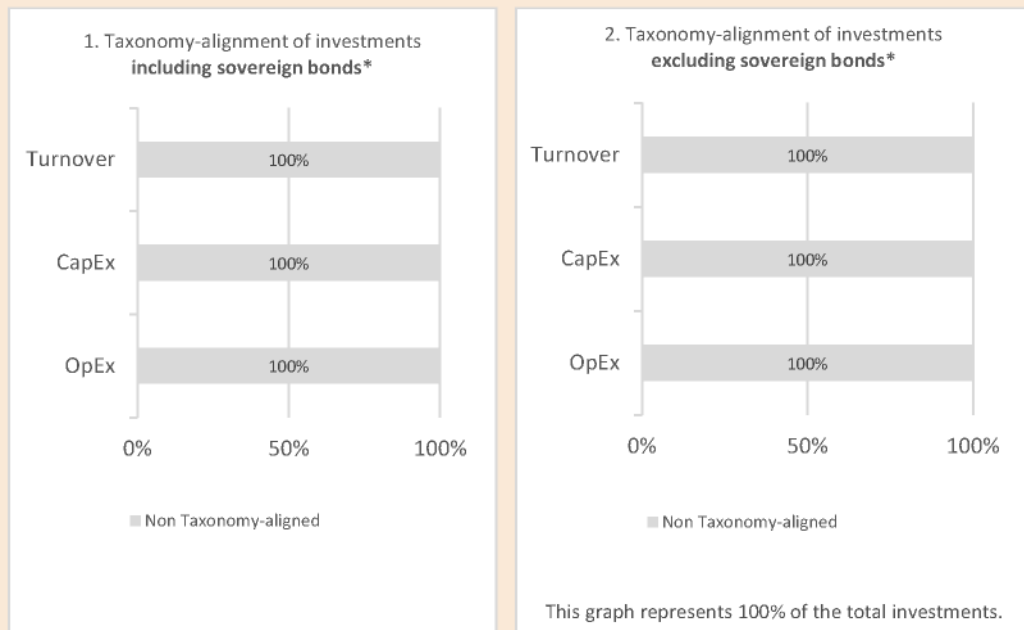 1. Taxonomy-alignment of investments
including sovereign bonds*
Turnover
100%
CapEx
100%
OpEx
100%
0%
50%
100%
Non Taxonomy-aligned
2. Taxonomy-alignment of investments
excluding sovereign bonds*
Turnover
100%
CapEx
100%
OpEx
100%
0%
50%
100%
Non Taxonomy-aligned
This graph represents 100% of the total investments.